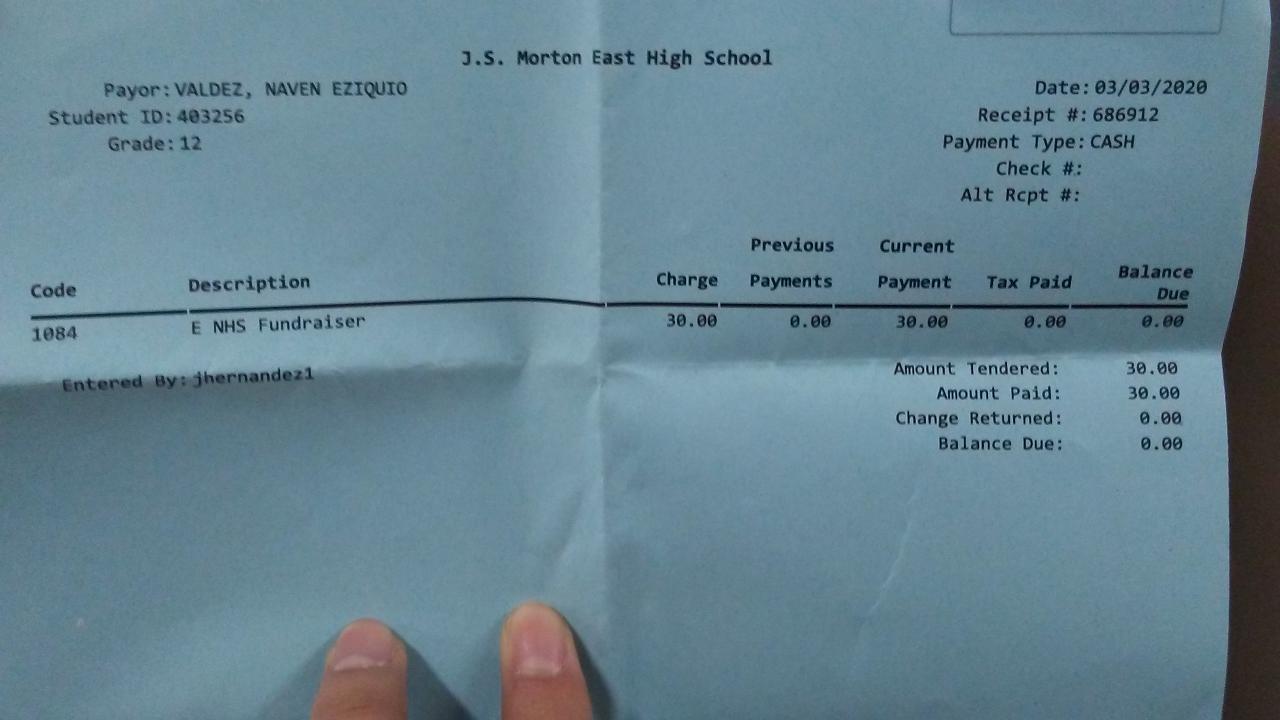 J.S. Morton East High School
Payor: VALDEZ, NAVEN EZIQUIO
Student ID: 403256
Grade: 12
Date: 03/03/2020
Receipt #: 686912
Payment Type: CASH
Check #:
Alt Rcpt #:
Code Description Charge Previous Payments Current Payment Tax Paid Balance Due
1084 E NHS Fundraiser 30.00 0.00 30.00 0.00 0.00
Entered By: jhernandez1
Amount Tendered: 30.00
Amount Paid: 30.00
Change Returned: 0.00
Balance Due: 0.00